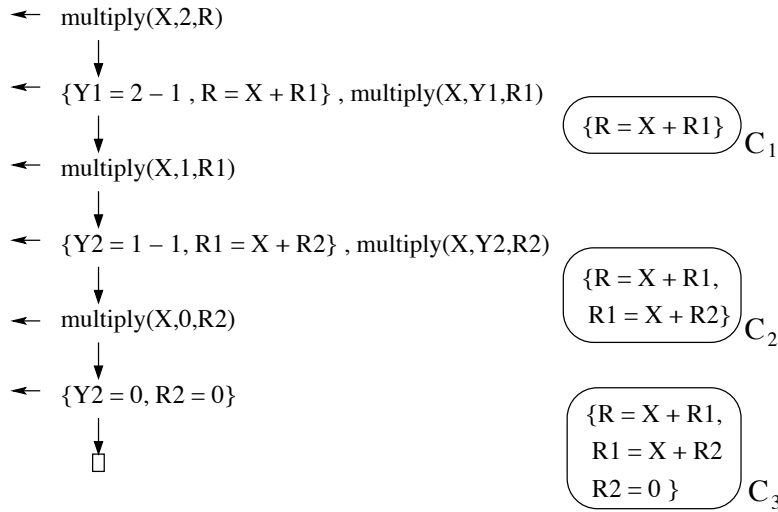 ← multiply(X,2,R)
← {Y1 = 2 – 1 , R = X + R1} , multiply(X,Y1,R1)
{R = X + R1}
C1
← multiply(X,1,R1)
← {Y2 = 1 – 1, R1 = X + R2} , multiply(X,Y2,R2)
{R = X + R1,
R1 = X + R2}
C2
← multiply(X,0,R2)
← {Y2 = 0, R2 = 0}
{R = X + R1,
R1 = X + R2
R2 = 0 }
C3